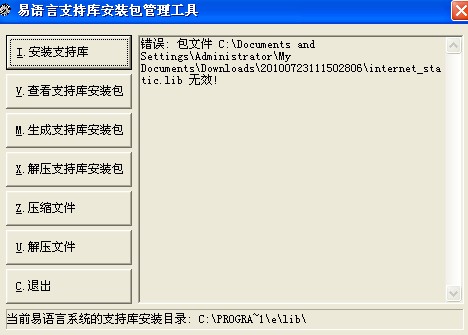 易语言支持库安装包管理工具
I.安装支持库
V.查看支持库安装包
M.生成支持库安装包
X.解压支持库安装包
Z.压缩文件
U.解压文件
C.退出
错误: 包文件 C:\Documents and
Settings\Administrator\My
Documents\Downloads\20100723111502806\internet_sta
tic.lib 无效!
当前易语言系统的支持库安装目录: C:\PROGRA~1\e\lib\